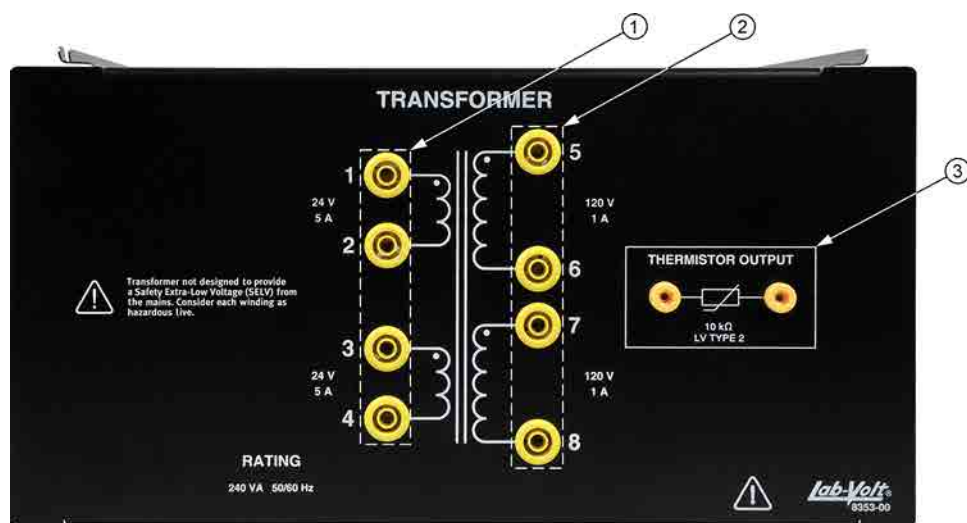 1
2
TRANSFORMER
1
24 V
5 A
2
5
120 V
1 A
6
3
THERMISTOR OUTPUT
10 kΩ
LV TYPE 2
Transformer not designed to provide
a Safety Extra-Low Voltage (SELV) from
the mains. Consider each winding as
hazardous live.
3
24 V
5 A
4
7
120 V
1 A
8
RATING
240 VA 50/60 Hz
Lab-Volt®
8353-00